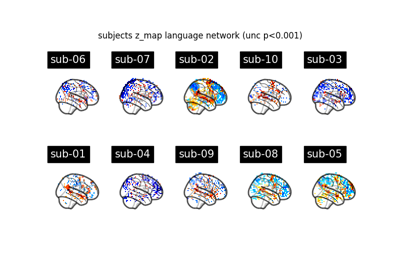 subjects z_map language network (unc p<0.001)
sub-06 sub-07 sub-02 sub-10 sub-03
sub-01 sub-04 sub-09 sub-08 sub-05